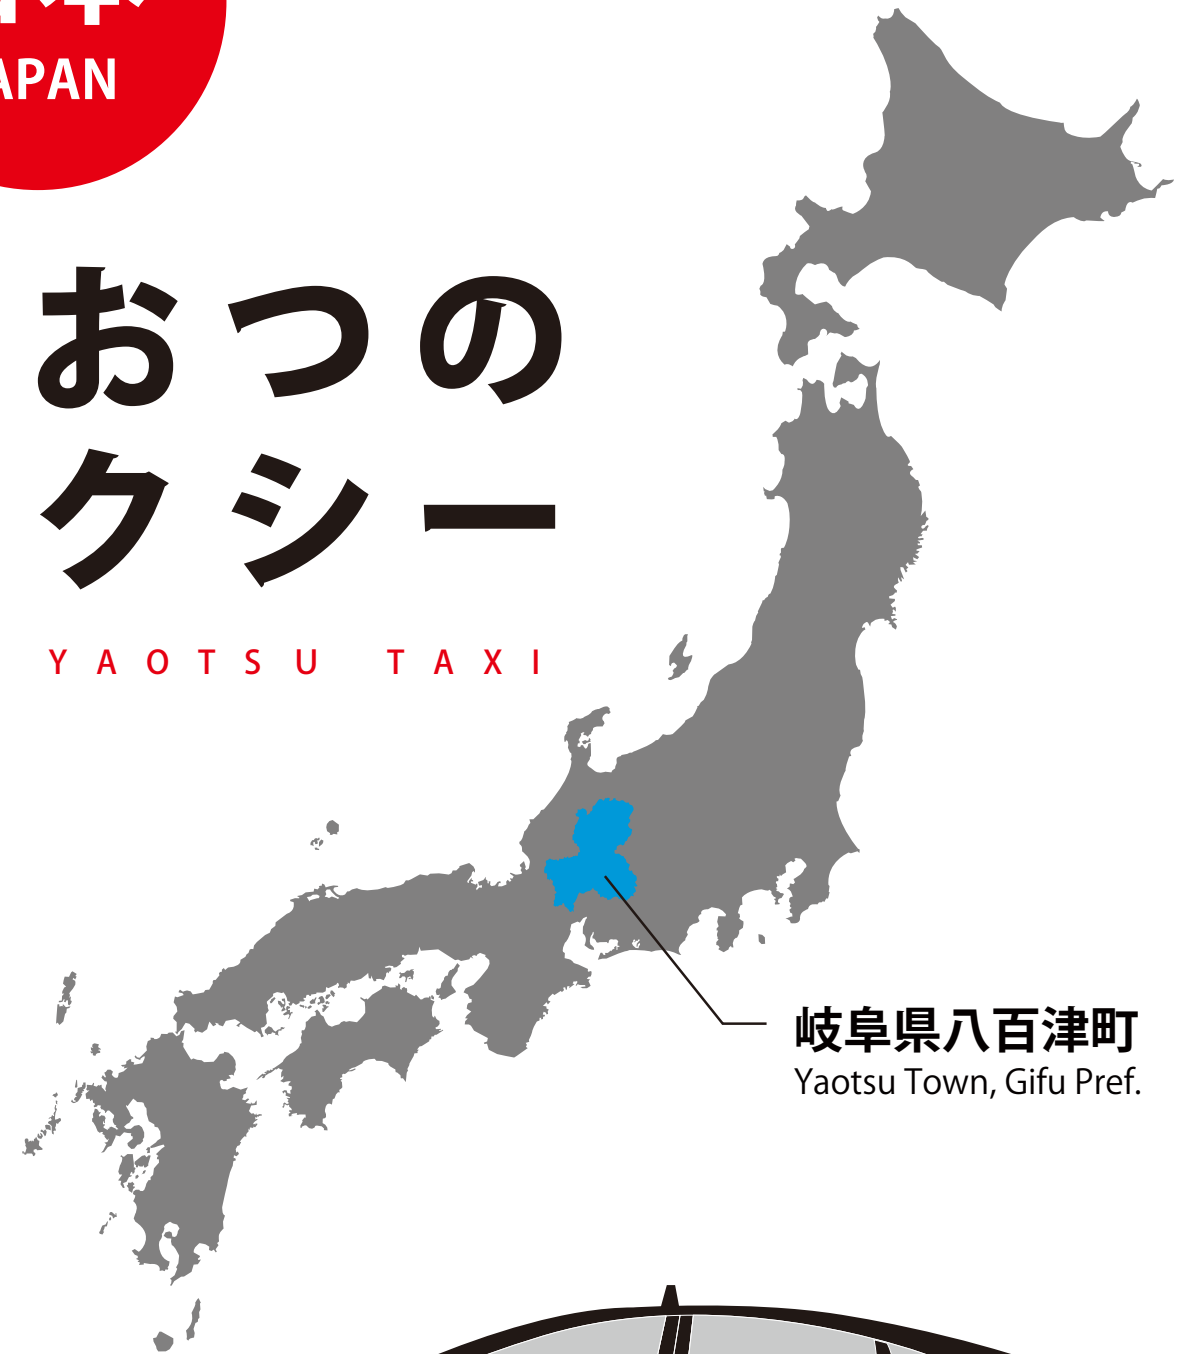 本
APAN
おつの
クシー
YAOTSU TAXI
岐阜県八百津町
Yaotsu Town, Gifu Pref.